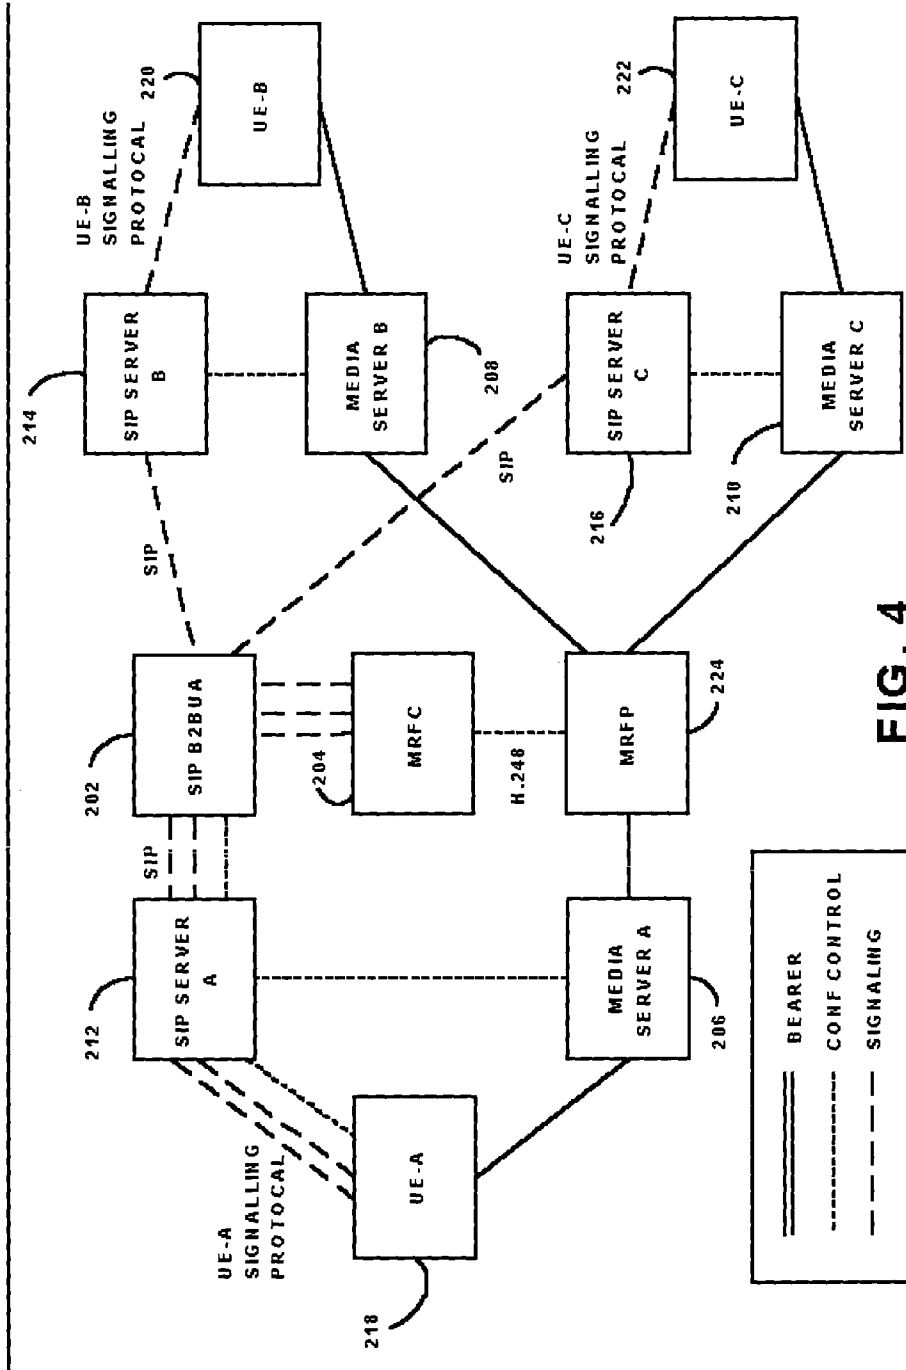 214
UE-B
SIGNALLING
PROTOCAL
212
202
220
SIP SERVER
A
SIP
SIP B2BUA
SIP
SIP SERVER
B
UE-B
UE-A
SIGNALLING
PROTOCAL
204
MEDIA
SERVER B
208
218
UE-A
MRFC
SIP
H.248
UE-C
SIGNALLING
PROTOCAL
216
222
MEDIA
SERVER A
MRFP
SIP SERVER
C
206
224
210
UE-C
BEARER
CONF CONTROL
SIGNALING
MEDIA
SERVER C
FIG. 4